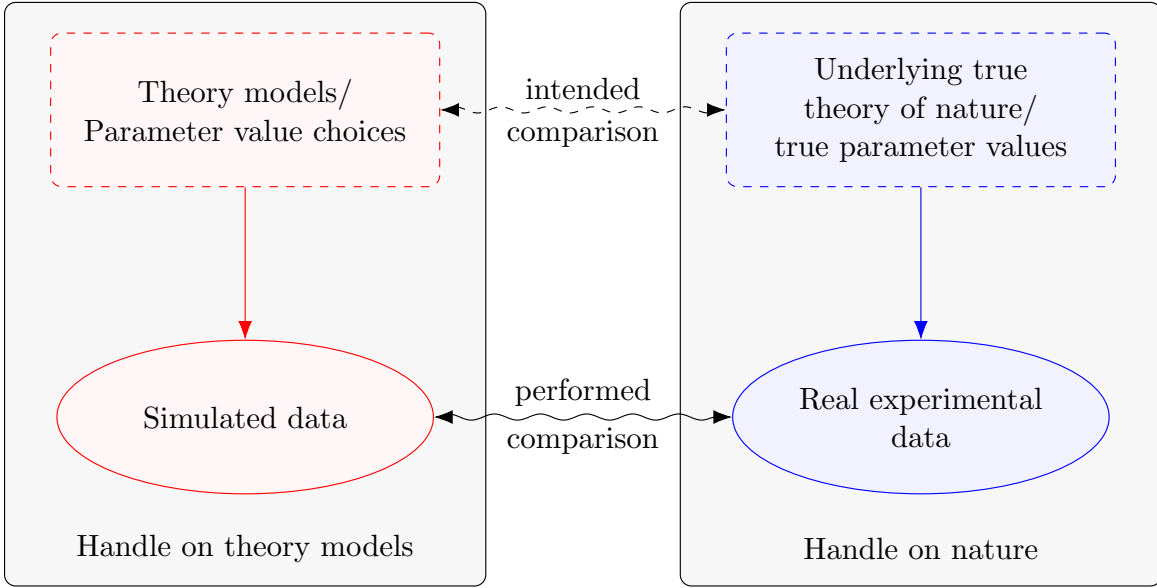 Theory models/
Parameter value choices
intended
comparison
Underlying true
theory of nature/
true parameter values
Simulated data
performed
comparison
Real experimental
data
Handle on theory models
Handle on nature